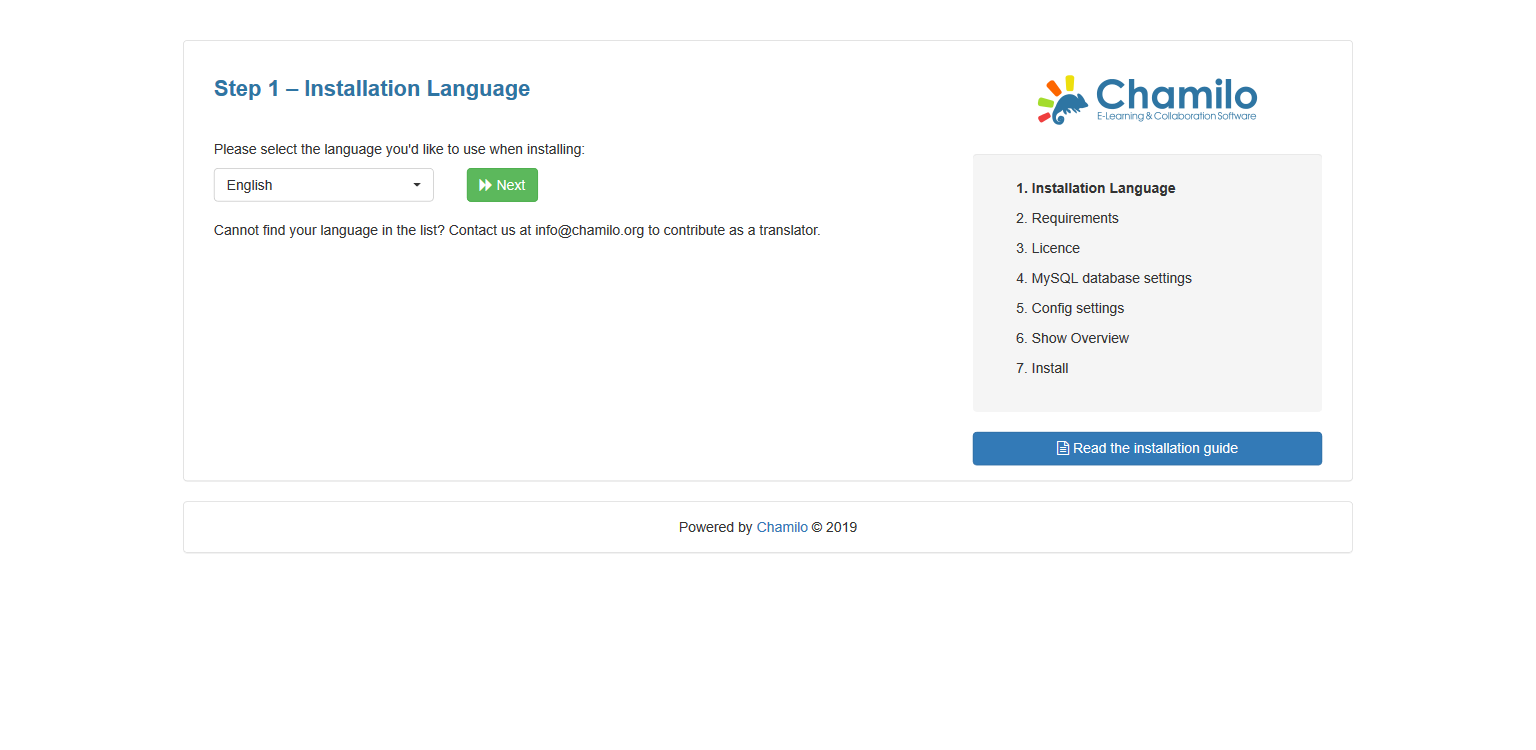 Step 1 – Installation Language
Please select the language you'd like to use when installing:
English
Next
Cannot find your language in the list? Contact us at info@chamilo.org to contribute as a translator.
Chamilo
E-Learning & Collaboration Software
1. Installation Language
2. Requirements
3. Licence
4. MySQL database settings
5. Config settings
6. Show Overview
7. Install
Read the installation guide
Powered by Chamilo © 2019